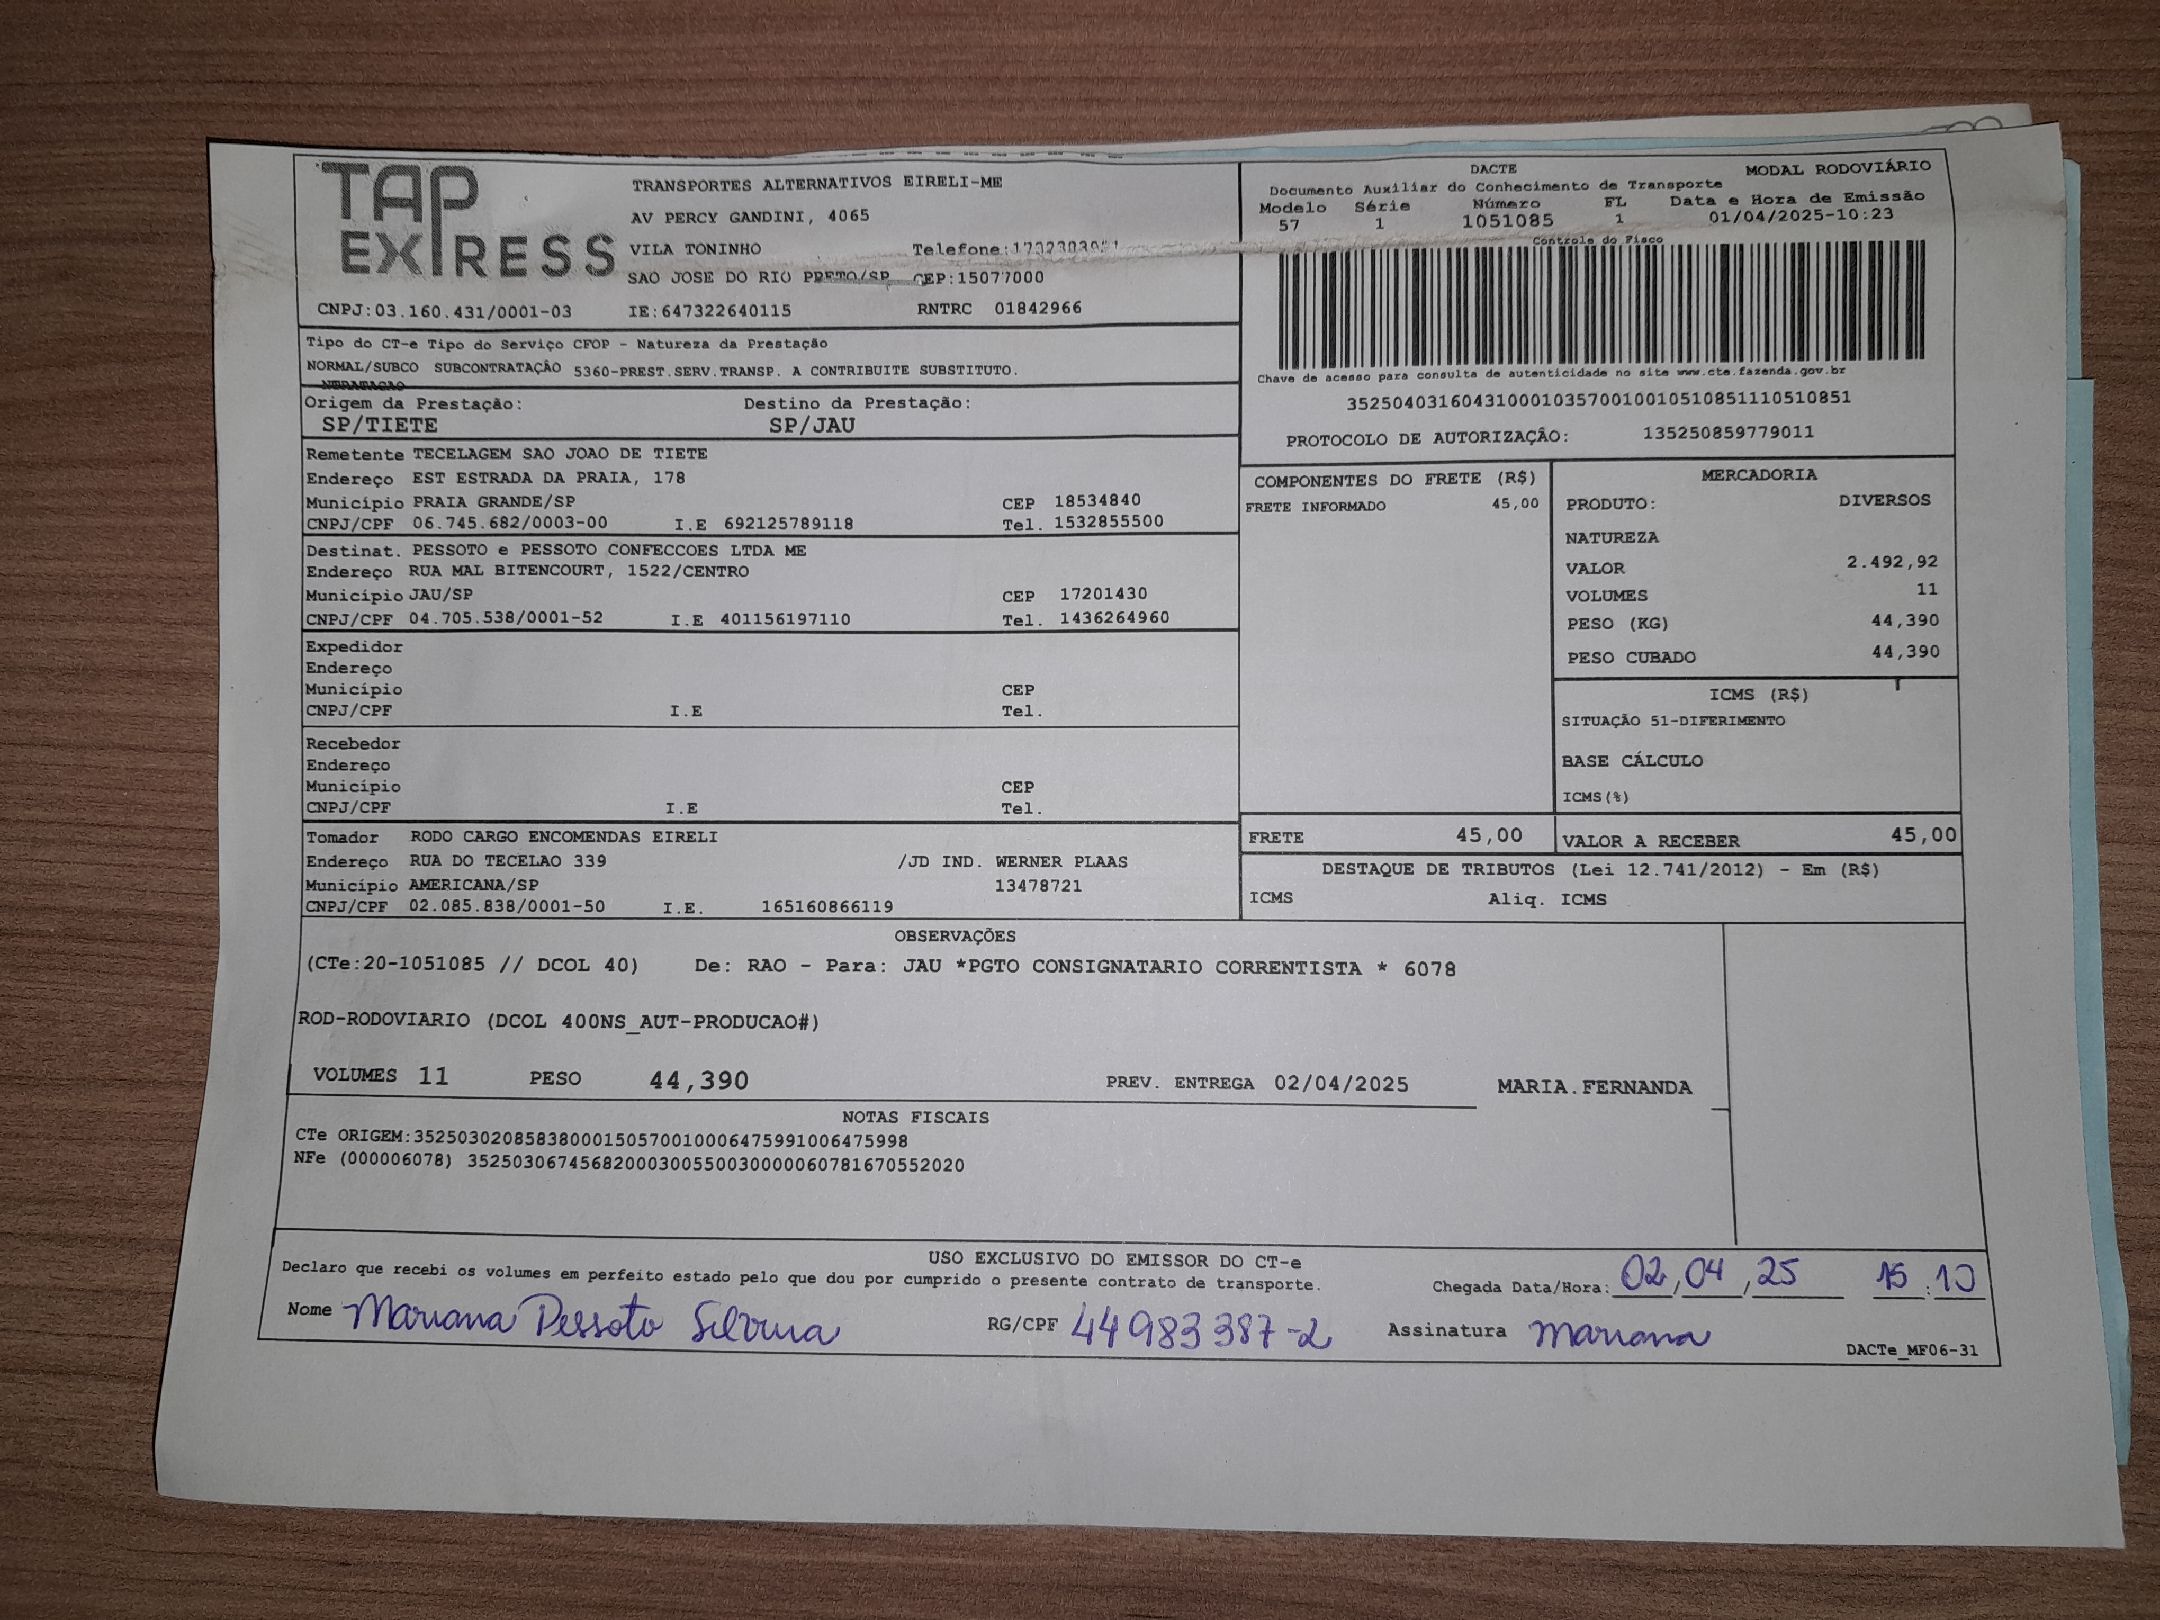 TAP
EXPRESS
TRANSPORTES ALTERNATIVOS EIRELI-ME
AV PERCY GANDINI, 4065
VILA TONINHO Telefone:
SAO JOSE DO RIO PRETO/SP CEP:15077000
CNPJ:03.160.431/0001-03 IE:647322640115 RNTRC 01842966
DACTE MODAL RODOVIÁRIO
Documento Auxiliar do Conhecimento de Transporte
Modelo Série Número FL Data e Hora de Emissão
57 1 1051085 1 01/04/2025-10:23
Controle do Fisco
Chave de acesso para consulta de autenticidade no site www.cte.fazenda.gov.br
35250403160431000103570010010510851110510851
PROTOCOLO DE AUTORIZAÇÃO: 135250859779011
Tipo do CT-e Tipo do Serviço CFOP - Natureza da Prestação
NORMAL/SUBCO SUBCONTRATAÇÃO 5360-PREST.SERV.TRANSP. A CONTRIBUITE SUBSTITUTO.
NTRATACAO
Origem da Prestação: Destino da Prestação:
SP/TIETE SP/JAU
Remetente TECELAGEM SAO JOAO DE TIETE
Endereço EST ESTRADA DA PRAIA, 178
Município PRAIA GRANDE/SP CEP 18534840
CNPJ/CPF 06.745.682/0003-00 I.E 692125789118 Tel. 1532855500
Destinat. PESSOTO e PESSOTO CONFECCOES LTDA ME
Endereço RUA MAL BITENCOURT, 1522/CENTRO
Município JAU/SP CEP 17201430
CNPJ/CPF 04.705.538/0001-52 I.E 401156197110 Tel. 1436264960
Expedidor
Endereço
Município CEP
CNPJ/CPF I.E Tel.
Recebedor
Endereço
Município CEP
CNPJ/CPF I.E Tel.
Tomador RODO CARGO ENCOMENDAS EIRELI
Endereço RUA DO TECELAO 339 /JD IND. WERNER PLAAS
Município AMERICANA/SP 13478721
CNPJ/CPF 02.085.838/0001-50 I.E. 165160866119
COMPONENTES DO FRETE (R$)
FRETE INFORMADO 45,00
MERCADORIA
PRODUTO: DIVERSOS
NATUREZA
VALOR 2.492,92
VOLUMES 11
PESO (KG) 44,390
PESO CUBADO 44,390
ICMS (R$)
SITUAÇÃO 51-DIFERIMENTO
BASE CÁLCULO
ICMS(%)
FRETE 45,00 VALOR A RECEBER 45,00
DESTAQUE DE TRIBUTOS (Lei 12.741/2012) - Em (R$)
ICMS Aliq. ICMS
OBSERVAÇÕES
(CTe:20-1051085 // DCOL 40) De: RAO - Para: JAU *PGTO CONSIGNATARIO CORRENTISTA * 6078
ROD-RODOVIARIO (DCOL 400NS_AUT-PRODUCAO#)
VOLUMES 11 PESO 44,390 PREV. ENTREGA 02/04/2025 MARIA.FERNANDA
NOTAS FISCAIS
CTe ORIGEM:35250302085838000150570010006475991006475998
NFe (000006078) 35250306745682000300550030000060781670552020
USO EXCLUSIVO DO EMISSOR DO CT-e
Declaro que recebi os volumes em perfeito estado pelo que dou por cumprido o presente contrato de transporte. Chegada Data/Hora: 02,04,25 15:10
Nome Mariana Pessoto Silvina RG/CPF 44983387-2 Assinatura Mariana
DACTe_MF06-31